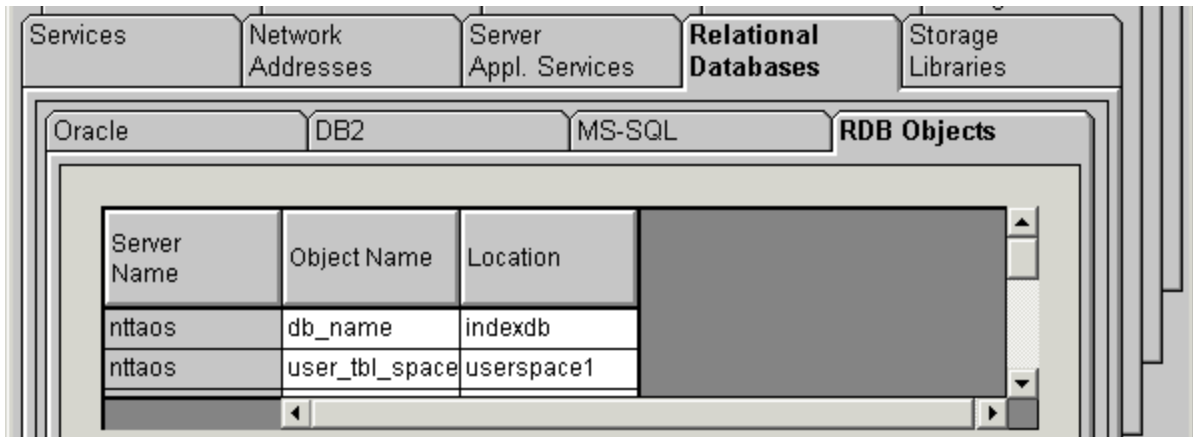 Services
Network
Addresses
Server
Appl. Services
Relational
Databases
Storage
Libraries
Oracle
DB2
MS-SQL
RDB Objects
Server
Name
Object Name
Location
nttaos
db_name
indexdb
nttaos
user_tbl_space
userspace1